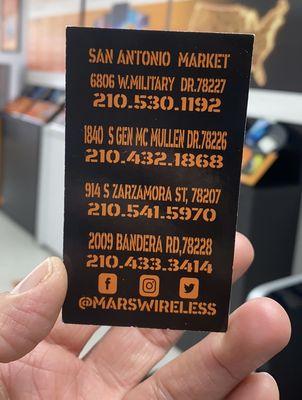 SAN ANTONIO MARKET
6806 W.MILITARY DR.78227
210.530.1192
1840 S GEN MC MULLEN DR.78226
210.432.1868
914 S ZARZAMORA ST, 78207
210.541.5970
2009 BANDERA RD,78228
210.433.3414
@MARSWIRELESS